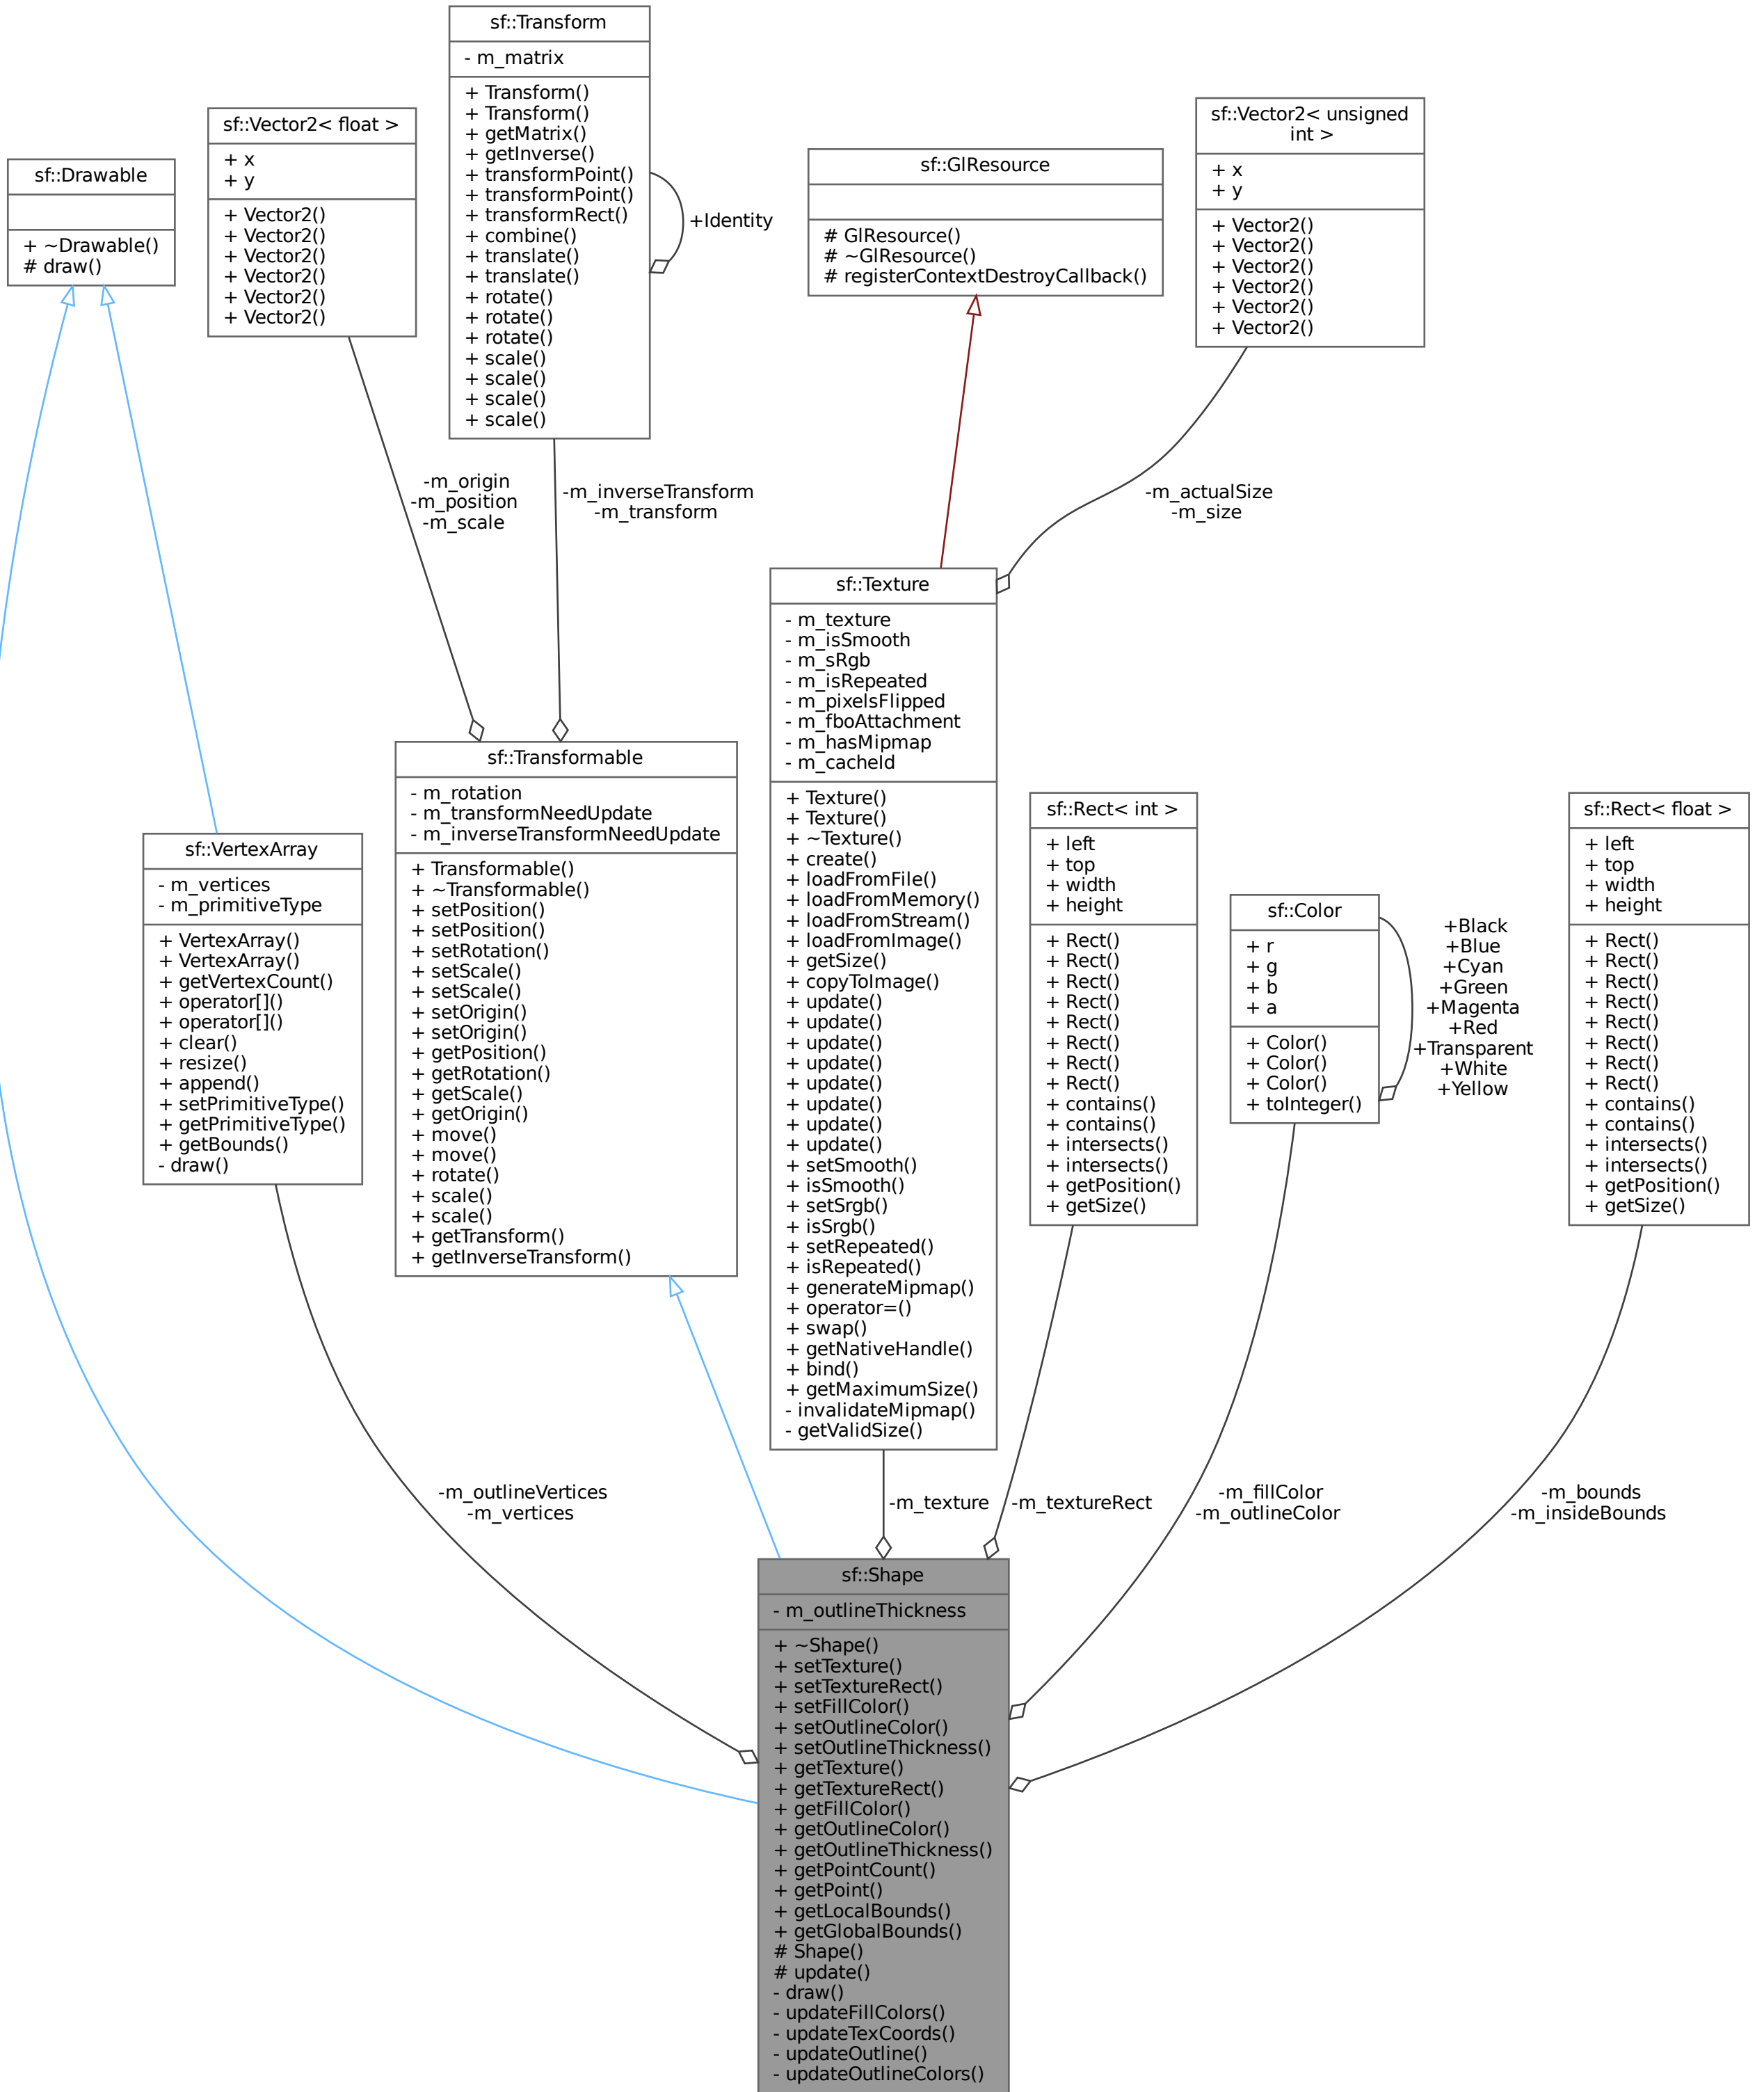 sf::Transform
- m_matrix
+ Transform()
+ Transform()
+ getMatrix()
+ getInverse()
+ transformPoint()
+ transformPoint()
+ transformRect()
+ combine()
+ translate()
+ translate()
+ rotate()
+ rotate()
+ rotate()
+ scale()
+ scale()
+ scale()
+ scale()
+Identity
sf::Vector2< float >
+ x
+ y
+ Vector2()
+ Vector2()
+ Vector2()
+ Vector2()
+ Vector2()
+ Vector2()
sf::Drawable
+ ~Drawable()
# draw()
sf::GlResource
# GlResource()
# ~GlResource()
# registerContextDestroyCallback()
sf::Vector2< unsigned
int >
+ x
+ y
+ Vector2()
+ Vector2()
+ Vector2()
+ Vector2()
+ Vector2()
+ Vector2()
-m_origin
-m_position
-m_scale
-m_inverseTransform
-m_transform
-m_actualSize
-m_size
sf::Texture
- m_texture
- m_isSmooth
- m_sRgb
- m_isRepeated
- m_pixelsFlipped
- m_fboAttachment
- m_hasMipmap
- m_cacheId
+ Texture()
+ Texture()
+ ~Texture()
+ create()
+ loadFromFile()
+ loadFromMemory()
+ loadFromStream()
+ loadFromImage()
+ getSize()
+ copyToImage()
+ update()
+ update()
+ update()
+ update()
+ update()
+ update()
+ update()
+ update()
+ setSmooth()
+ isSmooth()
+ setSrgb()
+ isSrgb()
+ setRepeated()
+ isRepeated()
+ generateMipmap()
+ operator=()
+ swap()
+ getNativeHandle()
+ bind()
+ getMaximumSize()
- invalidateMipmap()
- getValidSize()
sf::Transformable
- m_rotation
- m_transformNeedUpdate
- m_inverseTransformNeedUpdate
+ Transformable()
+ ~Transformable()
+ setPosition()
+ setPosition()
+ setRotation()
+ setScale()
+ setScale()
+ setOrigin()
+ setOrigin()
+ getPosition()
+ getRotation()
+ getScale()
+ getOrigin()
+ move()
+ move()
+ rotate()
+ scale()
+ scale()
+ getTransform()
+ getInverseTransform()
sf::VertexArray
- m_vertices
- m_primitiveType
+ VertexArray()
+ VertexArray()
+ getVertexCount()
+ operator[]()
+ operator[]()
+ clear()
+ resize()
+ append()
+ setPrimitiveType()
+ getPrimitiveType()
+ getBounds()
- draw()
sf::Rect< int >
+ left
+ top
+ width
+ height
+ Rect()
+ Rect()
+ Rect()
+ Rect()
+ Rect()
+ Rect()
+ Rect()
+ Rect()
+ contains()
+ contains()
+ intersects()
+ intersects()
+ getPosition()
+ getSize()
sf::Color
+ r
+ g
+ b
+ a
+ Color()
+ Color()
+ Color()
+ toInteger()
+Black
+Blue
+Cyan
+Green
+Magenta
+Red
+Transparent
+White
+Yellow
sf::Rect< float >
+ left
+ top
+ width
+ height
+ Rect()
+ Rect()
+ Rect()
+ Rect()
+ Rect()
+ Rect()
+ Rect()
+ Rect()
+ contains()
+ contains()
+ intersects()
+ intersects()
+ getPosition()
+ getSize()
-m_outlineVertices
-m_vertices
-m_texture
-m_textureRect
-m_fillColor
-m_outlineColor
-m_bounds
-m_insideBounds
sf::Shape
- m_outlineThickness
+ ~Shape()
+ setTexture()
+ setTextureRect()
+ setFillColor()
+ setOutlineColor()
+ setOutlineThickness()
+ getTexture()
+ getTextureRect()
+ getFillColor()
+ getOutlineColor()
+ getOutlineThickness()
+ getPointCount()
+ getPoint()
+ getLocalBounds()
+ getGlobalBounds()
# Shape()
# update()
- draw()
- updateFillColors()
- updateTexCoords()
- updateOutline()
- updateOutlineColors()